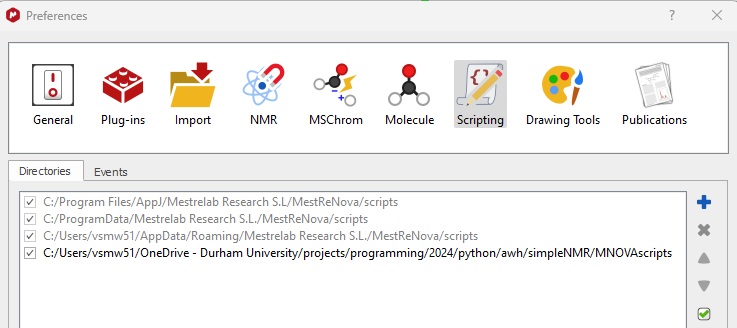 Preferences
General Plug-ins Import NMR MSChrom Molecule Scripting Drawing Tools Publications
Directories Events
C:/Program Files/AppJ/Mestrelab Research S.L/MestReNova/scripts
C:/ProgramData/Mestrelab Research S.L./MestReNova/scripts
C:/Users/vsmw51/AppData/Roaming/Mestrelab Research S.L./MestReNova/scripts
C:/Users/vsmw51/OneDrive - Durham University/projects/programming/2024/python/awh/simpleNMR/MNOVAscripts